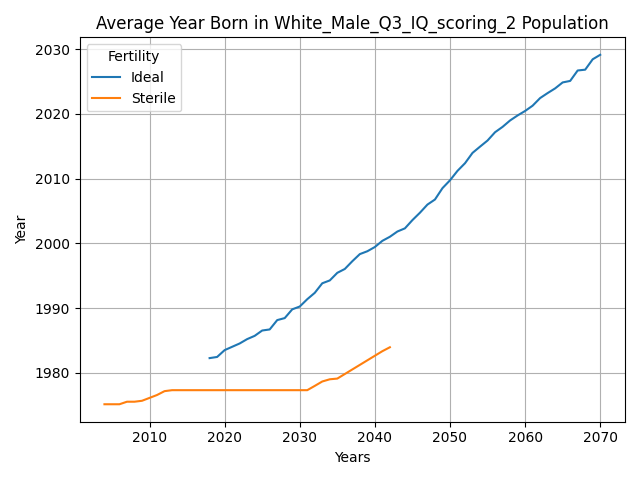 Average Year Born in White_Male_Q3_IQ_scoring_2 Population
Fertility
Ideal
Sterile
Year
2030
2020
2010
2000
1990
1980
2010 2020 2030 2040 2050 2060 2070
Years